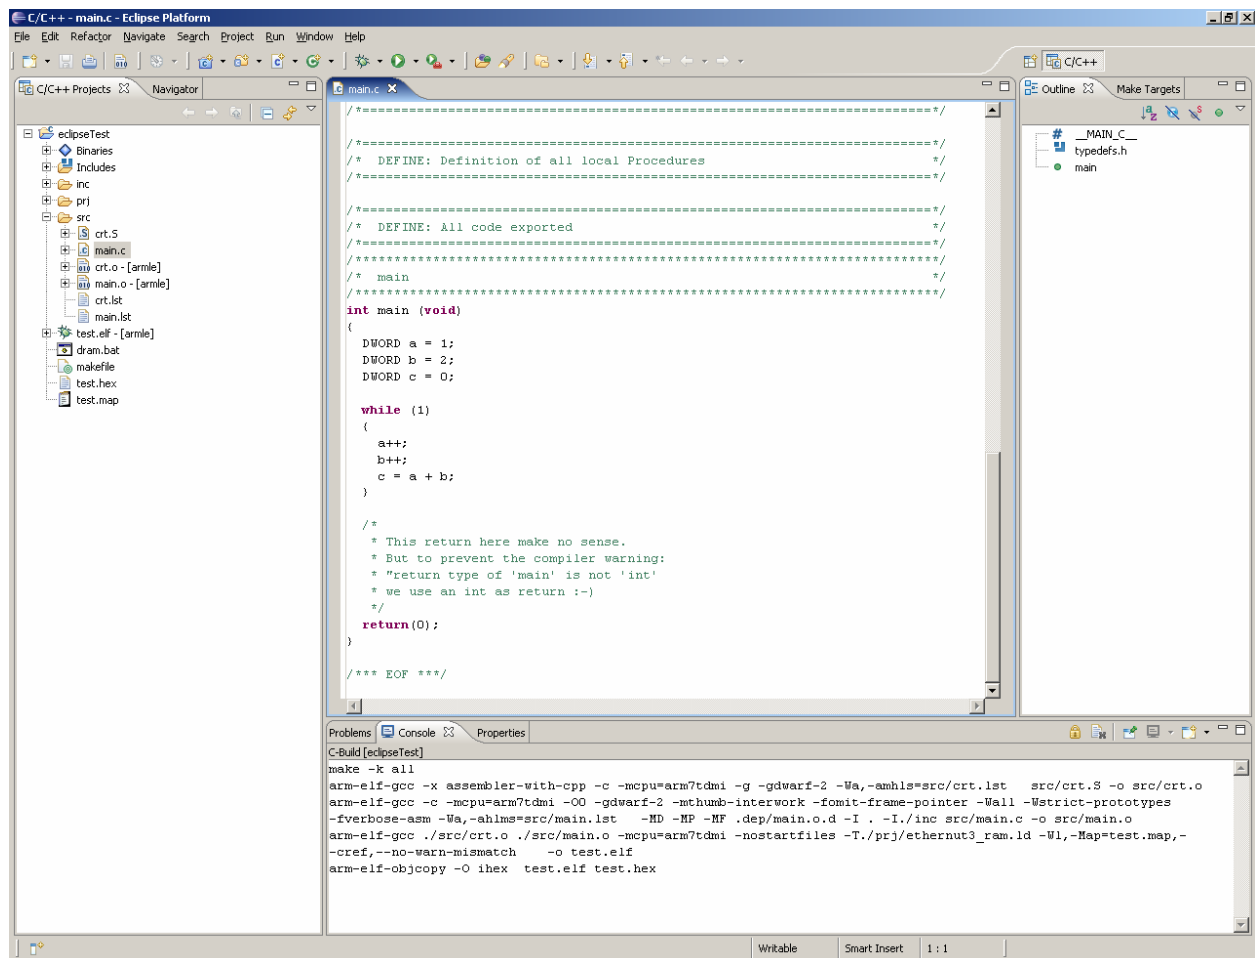 C/C++ - main.c - Eclipse Platform
File Edit Refactor Navigate Search Project Run Window Help
C/C++
C/C++ Projects Navigator
eclipseTest
Binaries
Includes
inc
prj
src
crt.S
main.c
crt.o - [armle]
main.o - [armle]
crt.lst
main.lst
test.elf - [armle]
dram.bat
makefile
test.hex
test.map
main.c
/*==========================================================================*/
/*==========================================================================*/
/*  DEFINE: Definition of all local Procedures                              */
/*==========================================================================*/
/*==========================================================================*/
/*  DEFINE: All code exported                                               */
/*==========================================================================*/
/****************************************************************************/
/*  main                                                                    */
/****************************************************************************/
int main (void)
{
  DWORD a = 1;
  DWORD b = 2;
  DWORD c = 0;
  while (1)
  {
    a++;
    b++;
    c = a + b;
  }
  /*
   * This return here make no sense.
   * But to prevent the compiler warning:
   * "return type of 'main' is not 'int'
   * we use an int as return :-)
   */
  return(0);
}
/*** EOF ***/
Outline Make Targets
# __MAIN_C__
typedefs.h
main
Problems Console Properties
C-Build [eclipseTest]
make -k all
arm-elf-gcc -x assembler-with-cpp -c -mcpu=arm7tdmi -g -gdwarf-2 -Wa,-amhls=src/crt.lst   src/crt.S -o src/crt.o
arm-elf-gcc -c -mcpu=arm7tdmi -O0 -gdwarf-2 -mthumb-interwork -fomit-frame-pointer -Wall -Wstrict-prototypes
-fverbose-asm -Wa,-ahlms=src/main.lst   -MD -MP -MF .dep/main.o.d -I . -I./inc src/main.c -o src/main.o
arm-elf-gcc ./src/crt.o ./src/main.o -mcpu=arm7tdmi -nostartfiles -T./prj/ethernut3_ram.ld -Wl,-Map=test.map,-
-cref,--no-warn-mismatch    -o test.elf
arm-elf-objcopy -O ihex  test.elf test.hex
Writable Smart Insert 1 : 1